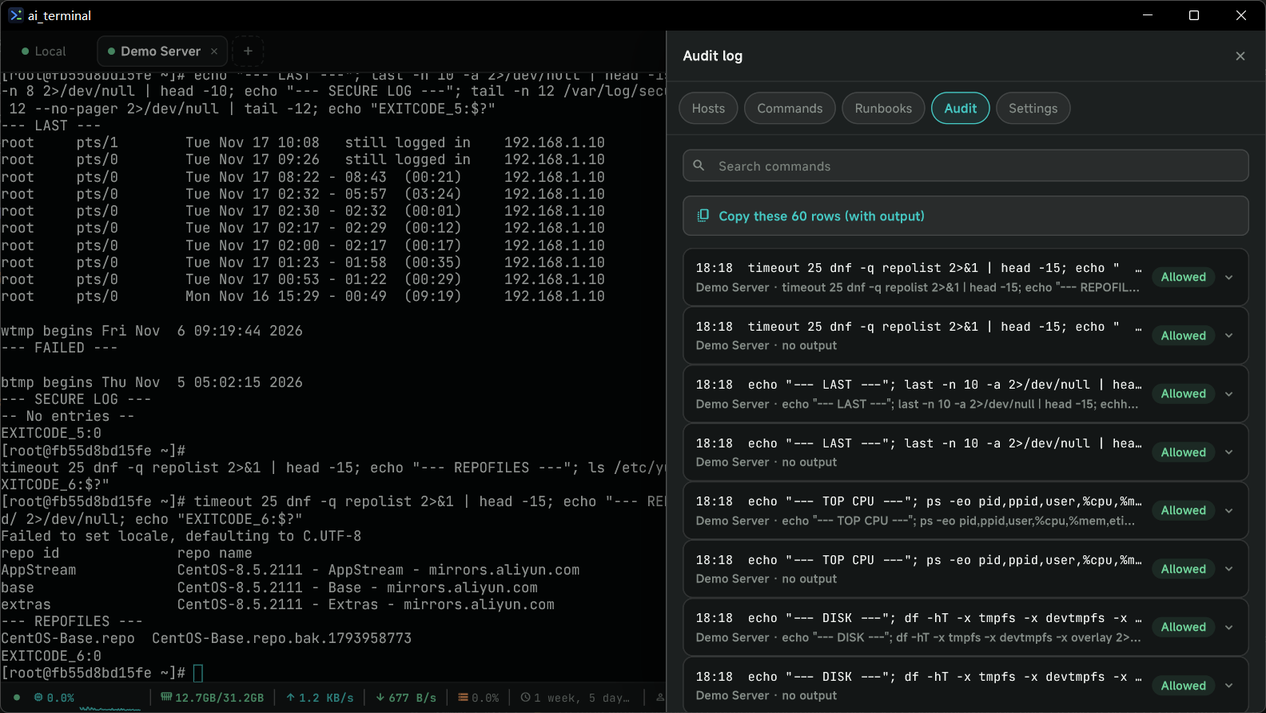 ai_terminal
Local
Demo Server ×
+
[root@fb55d8bd15fe ~]# echo "--- LAST ---"; last -n 10 -a 2>/dev/null | head -15
-n 8 2>/dev/null | head -10; echo "--- SECURE LOG ---"; tail -n 12 /var/log/secu
 12 --no-pager 2>/dev/null | tail -12; echo "EXITCODE_5:$?"
--- LAST ---
root     pts/1        Tue Nov 17 10:08   still logged in    192.168.1.10
root     pts/0        Tue Nov 17 09:26   still logged in    192.168.1.10
root     pts/0        Tue Nov 17 08:22 - 08:43  (00:21)     192.168.1.10
root     pts/0        Tue Nov 17 02:32 - 05:57  (03:24)     192.168.1.10
root     pts/0        Tue Nov 17 02:30 - 02:32  (00:01)     192.168.1.10
root     pts/0        Tue Nov 17 02:17 - 02:29  (00:12)     192.168.1.10
root     pts/0        Tue Nov 17 02:00 - 02:17  (00:17)     192.168.1.10
root     pts/0        Tue Nov 17 01:23 - 01:58  (00:35)     192.168.1.10
root     pts/0        Tue Nov 17 00:53 - 01:22  (00:29)     192.168.1.10
root     pts/0        Mon Nov 16 15:29 - 00:49  (09:19)     192.168.1.10
wtmp begins Fri Nov  6 09:19:44 2026
--- FAILED ---
btmp begins Thu Nov  5 05:02:15 2026
--- SECURE LOG ---
-- No entries --
EXITCODE_5:0
[root@fb55d8bd15fe ~]#
timeout 25 dnf -q repolist 2>&1 | head -15; echo "--- REPOFILES ---"; ls /etc/yu
XITCODE_6:$?"
[root@fb55d8bd15fe ~]# timeout 25 dnf -q repolist 2>&1 | head -15; echo "--- REP
d/ 2>/dev/null; echo "EXITCODE_6:$?"
Failed to set locale, defaulting to C.UTF-8
repo id              repo name
AppStream            CentOS-8.5.2111 - AppStream - mirrors.aliyun.com
base                 CentOS-8.5.2111 - Base - mirrors.aliyun.com
extras               CentOS-8.5.2111 - Extras - mirrors.aliyun.com
--- REPOFILES ---
CentOS-Base.repo  CentOS-Base.repo.bak.1793958773
EXITCODE_6:0
[root@fb55d8bd15fe ~]#
0.0% 12.7GB/31.2GB 1.2 KB/s 677 B/s 0.0% 1 week, 5 day…
Audit log
Hosts Commands Runbooks Audit Settings
Search commands
Copy these 60 rows (with output)
18:18 timeout 25 dnf -q repolist 2>&1 | head -15; echo " … Allowed
Demo Server · timeout 25 dnf -q repolist 2>&1 | head -15; echo "--- REPOFIL...
18:18 timeout 25 dnf -q repolist 2>&1 | head -15; echo " … Allowed
Demo Server · no output
18:18 echo "--- LAST ---"; last -n 10 -a 2>/dev/null | hea… Allowed
Demo Server · echo "--- LAST ---"; last -n 10 -a 2>/dev/null | head -15; echh...
18:18 echo "--- LAST ---"; last -n 10 -a 2>/dev/null | hea… Allowed
Demo Server · no output
18:18 echo "--- TOP CPU ---"; ps -eo pid,ppid,user,%cpu,%m… Allowed
Demo Server · echo "--- TOP CPU ---"; ps -eo pid,ppid,user,%cpu,%mem,eti...
18:18 echo "--- TOP CPU ---"; ps -eo pid,ppid,user,%cpu,%m… Allowed
Demo Server · no output
18:18 echo "--- DISK ---"; df -hT -x tmpfs -x devtmpfs -x … Allowed
Demo Server · echo "--- DISK ---"; df -hT -x tmpfs -x devtmpfs -x overlay 2>...
18:18 echo "--- DISK ---"; df -hT -x tmpfs -x devtmpfs -x … Allowed
Demo Server · no output